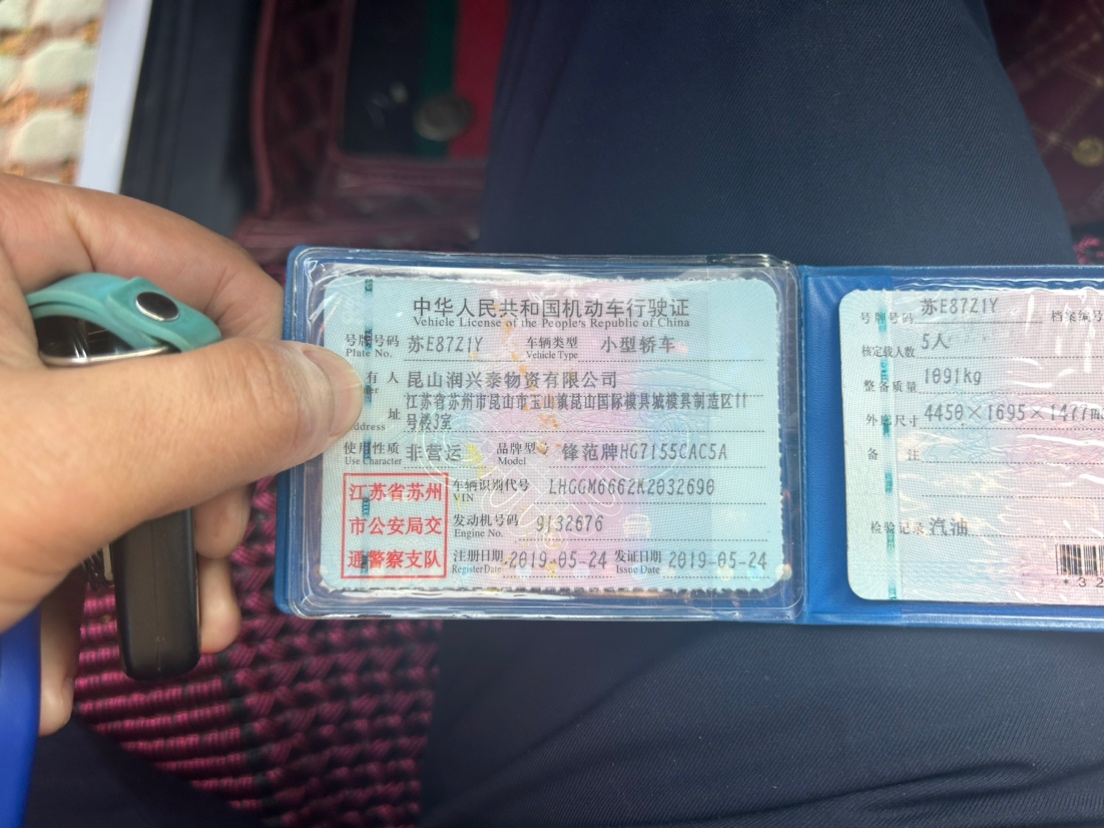 中华人民共和国机动车行驶证
Vehicle License of the People's Republic of China
号牌号码 苏E87Z1Y 车辆类型 小型轿车
Plate No. Vehicle Type
有 人 昆山润兴泰物资有限公司
址 江苏省苏州市昆山市玉山镇昆山国际模具城模具制造区11
号楼3室
ddress
使用性质 非营运 品牌型号 锋范牌HG7155CAC5A
Use Character Model
江苏省苏州
市公安局交
通警察支队
车辆识别代号 LHGGM6662K2032690
VIN
发动机号码 9132676
Engine No.
注册日期 2019-05-24 发证日期 2019-05-24
Register Date Issue Date
号牌号码 苏E87Z1Y 档案编号
核定载人数 5人
整备质量 1091kg
外廓尺寸 4450×1695×1477m
备 注
检验记录 汽油